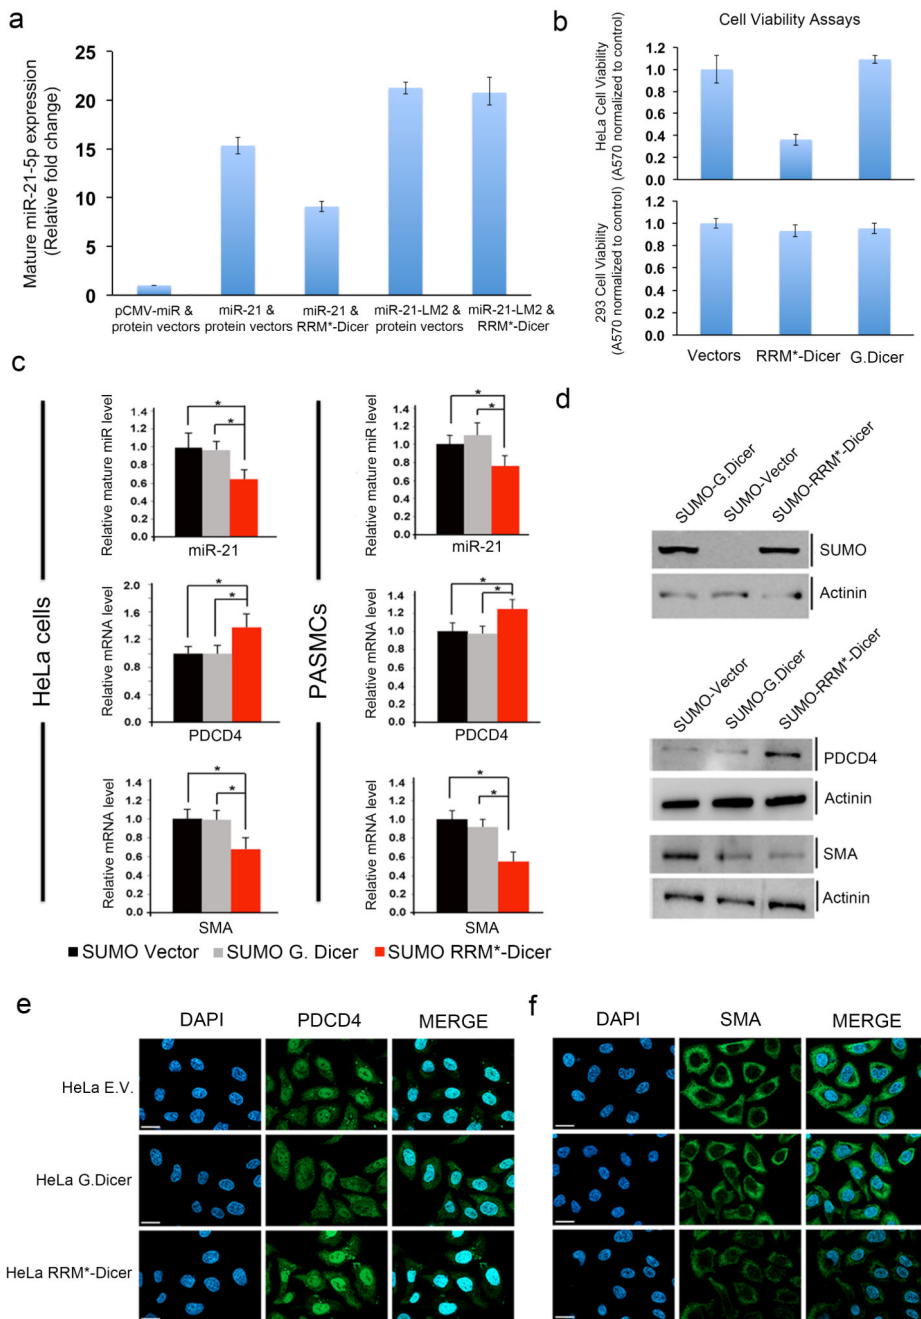 a
Mature miR-21-5p expression
(Relative fold change)
25
20
15
10
5
0
pCMV-miR &
protein vectors
miR-21 &
protein vectors
miR-21 &
RRM*-Dicer
miR-21-LM2 &
protein vectors
miR-21-LM2 &
RRM*-Dicer
b
Cell Viability Assays
HeLa Cell Viability
(A570 normalized to control)
1.2
1.0
0.8
0.6
0.4
0.2
0.0
293 Cell Viability
(A570 normalized to control)
1.2
1.0
0.8
0.6
0.4
0.2
0.0
Vectors
RRM*-Dicer
G.Dicer
c
HeLa cells
Relative mature miR level
1.4
1.2
1.0
0.8
0.6
0.4
0.2
0.0
*
*
miR-21
Relative mRNA level
2.0
1.8
1.4
1.0
0.6
0.2
0.0
*
*
PDCD4
Relative mRNA level
1.4
1.2
1.0
0.8
0.6
0.4
0.2
0.0
*
*
SMA
PASMCs
Relative mature miR level
1.4
1.2
1.0
0.8
0.6
0.4
0.2
0.0
*
*
miR-21
Relative mRNA level
1.4
1.2
1.0
0.8
0.6
0.4
0.2
0.0
*
*
PDCD4
Relative mRNA level
1.4
1.2
1.0
0.8
0.6
0.4
0.2
0.0
*
*
SMA
SUMO Vector
SUMO G. Dicer
SUMO RRM*-Dicer
d
SUMO-G.Dicer
SUMO-Vector
SUMO-RRM*-Dicer
SUMO
Actinin
SUMO-Vector
SUMO-G.Dicer
SUMO-RRM*-Dicer
PDCD4
Actinin
SMA
Actinin
e
DAPI
PDCD4
MERGE
HeLa E.V.
HeLa G.Dicer
HeLa RRM*-Dicer
f
DAPI
SMA
MERGE